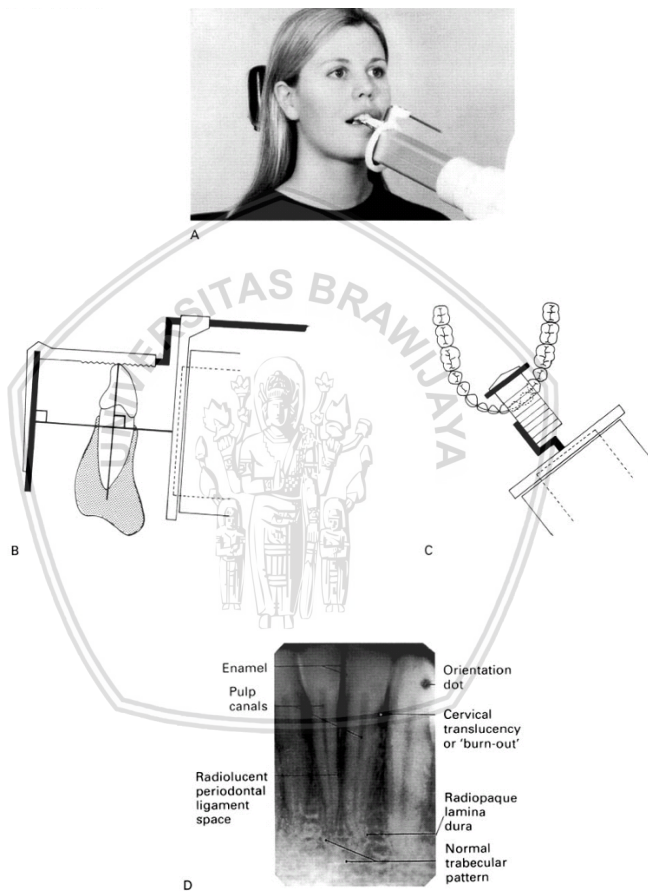 A
UNIVERSITAS BRAWIJAYA
B
C
Enamel
Pulp
canals
Radiolucent
periodontal
ligament
space
Orientation
dot
Cervical
translucency
or 'burn-out'
Radiopaque
lamina
dura
Normal
trabecular
pattern
D